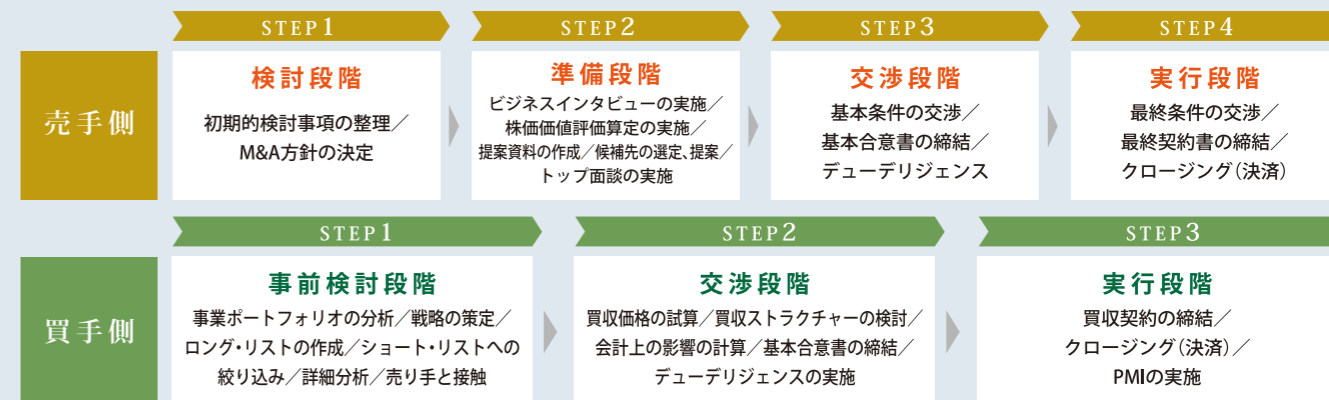 売手側
STEP1
検討段階
初期的検討事項の整理／
M&A方針の決定
STEP2
準備段階
ビジネスインタビューの実施／
株価価値評価算定の実施／
提案資料の作成／候補先の選定、提案／
トップ面談の実施
STEP3
交渉段階
基本条件の交渉／
基本合意書の締結／
デューデリジェンス
STEP4
実行段階
最終条件の交渉／
最終契約書の締結／
クロージング（決済）
買手側
STEP1
事前検討段階
事業ポートフォリオの分析／戦略の策定／
ロング・リストの作成／ショート・リストへの
絞り込み／詳細分析／売り手と接触
STEP2
交渉段階
買収価格の試算／買収ストラクチャーの検討／
会計上の影響の計算／基本合意書の締結／
デューデリジェンスの実施
STEP3
実行段階
買収契約の締結／
クロージング（決済）／
PMIの実施